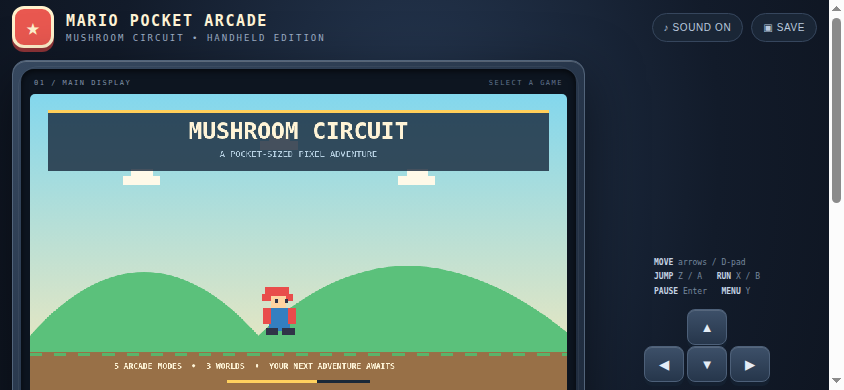 ★ MARIO POCKET ARCADE
MUSHROOM CIRCUIT • HANDHELD EDITION
♪ SOUND ON
▣ SAVE
01 / MAIN DISPLAY
SELECT A GAME
MUSHROOM CIRCUIT
A POCKET-SIZED PIXEL ADVENTURE
5 ARCADE MODES • 3 WORLDS • YOUR NEXT ADVENTURE AWAITS
MOVE arrows / D-pad
JUMP Z / A RUN X / B
PAUSE Enter MENU Y
▲
◀ ▼ ▶